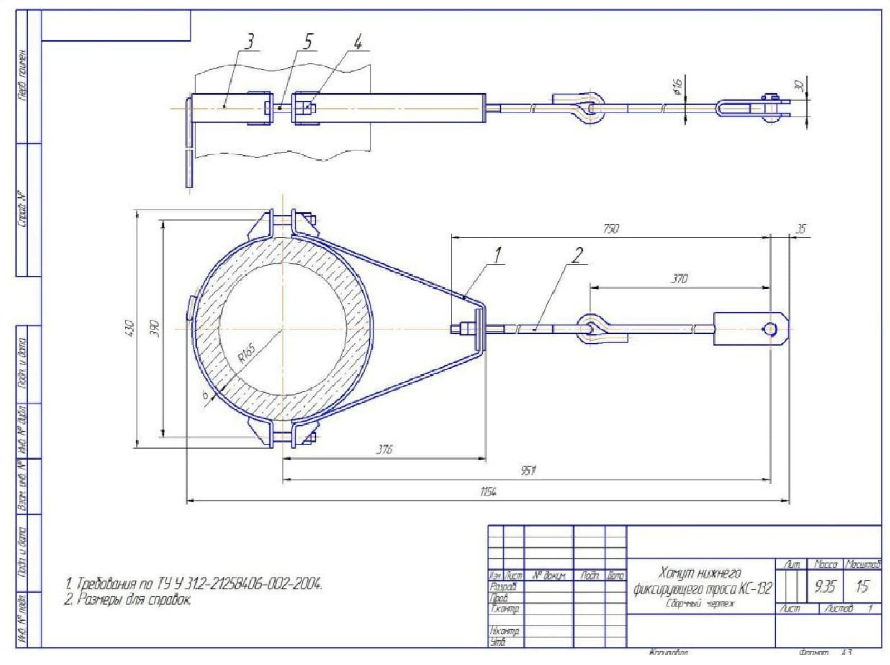 Перв. примен.
Справ. №
Подп. и дата
Инв. № дубл.
Взам. инв. №
Подп. и дата
Инв. № подл.
3
5
4
ø16
30
1
2
750
35
370
430
390
R165
6
376
951
1154
1. Требования по ТУ У 31.2-21258406-002-2004.
2. Размеры для справок.
Изм Лист № докум. Подп. Дата
Разраб.
Пров.
Т.контр.
Н.контр.
Утв.
Хомут нижнего
фиксирующего троса КС-132
Сборочный чертеж
Лит. Масса Масштаб
9.35 1:5
Лист Листов 1
Копировал Формат А3